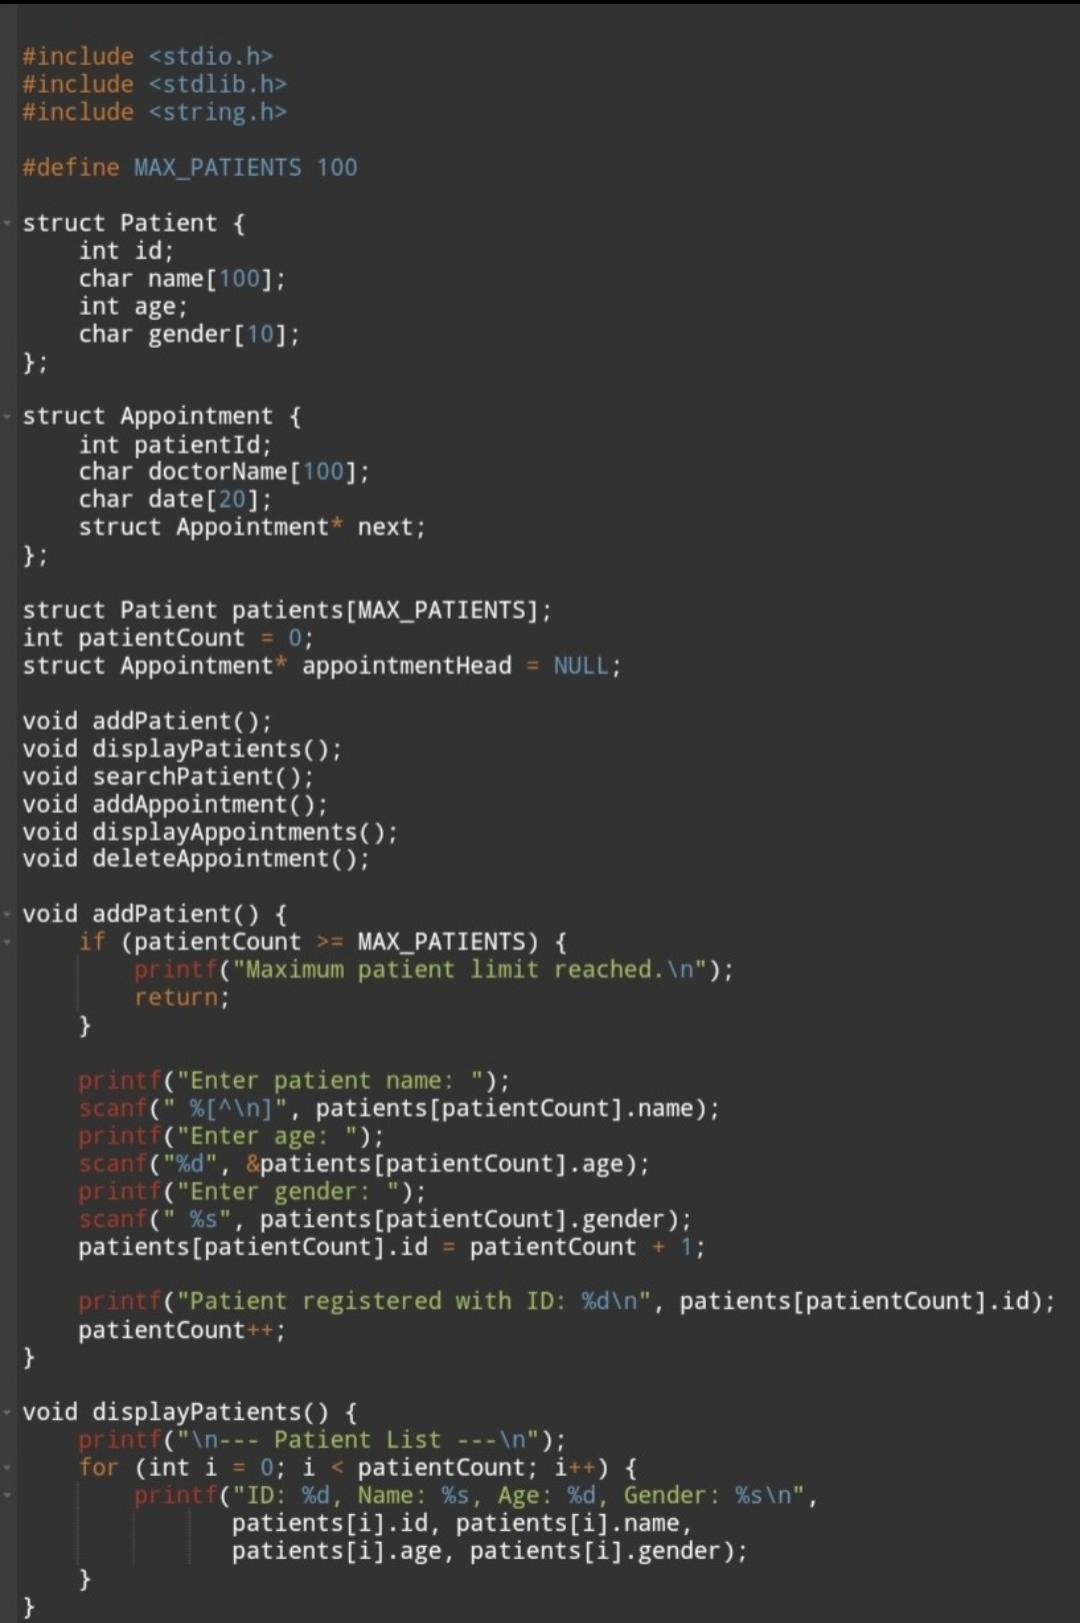 #include <stdio.h>
#include <stdlib.h>
#include <string.h>
#define MAX_PATIENTS 100
struct Patient {
    int id;
    char name[100];
    int age;
    char gender[10];
};
struct Appointment {
    int patientId;
    char doctorName[100];
    char date[20];
    struct Appointment* next;
};
struct Patient patients[MAX_PATIENTS];
int patientCount = 0;
struct Appointment* appointmentHead = NULL;
void addPatient();
void displayPatients();
void searchPatient();
void addAppointment();
void displayAppointments();
void deleteAppointment();
void addPatient() {
    if (patientCount >= MAX_PATIENTS) {
        printf("Maximum patient limit reached.\n");
        return;
    }
    printf("Enter patient name: ");
    scanf(" %[^\n]", patients[patientCount].name);
    printf("Enter age: ");
    scanf("%d", &patients[patientCount].age);
    printf("Enter gender: ");
    scanf(" %s", patients[patientCount].gender);
    patients[patientCount].id = patientCount + 1;
    printf("Patient registered with ID: %d\n", patients[patientCount].id);
    patientCount++;
}
void displayPatients() {
    printf("\n--- Patient List ---\n");
    for (int i = 0; i < patientCount; i++) {
        printf("ID: %d, Name: %s, Age: %d, Gender: %s\n",
               patients[i].id, patients[i].name,
               patients[i].age, patients[i].gender);
    }
}